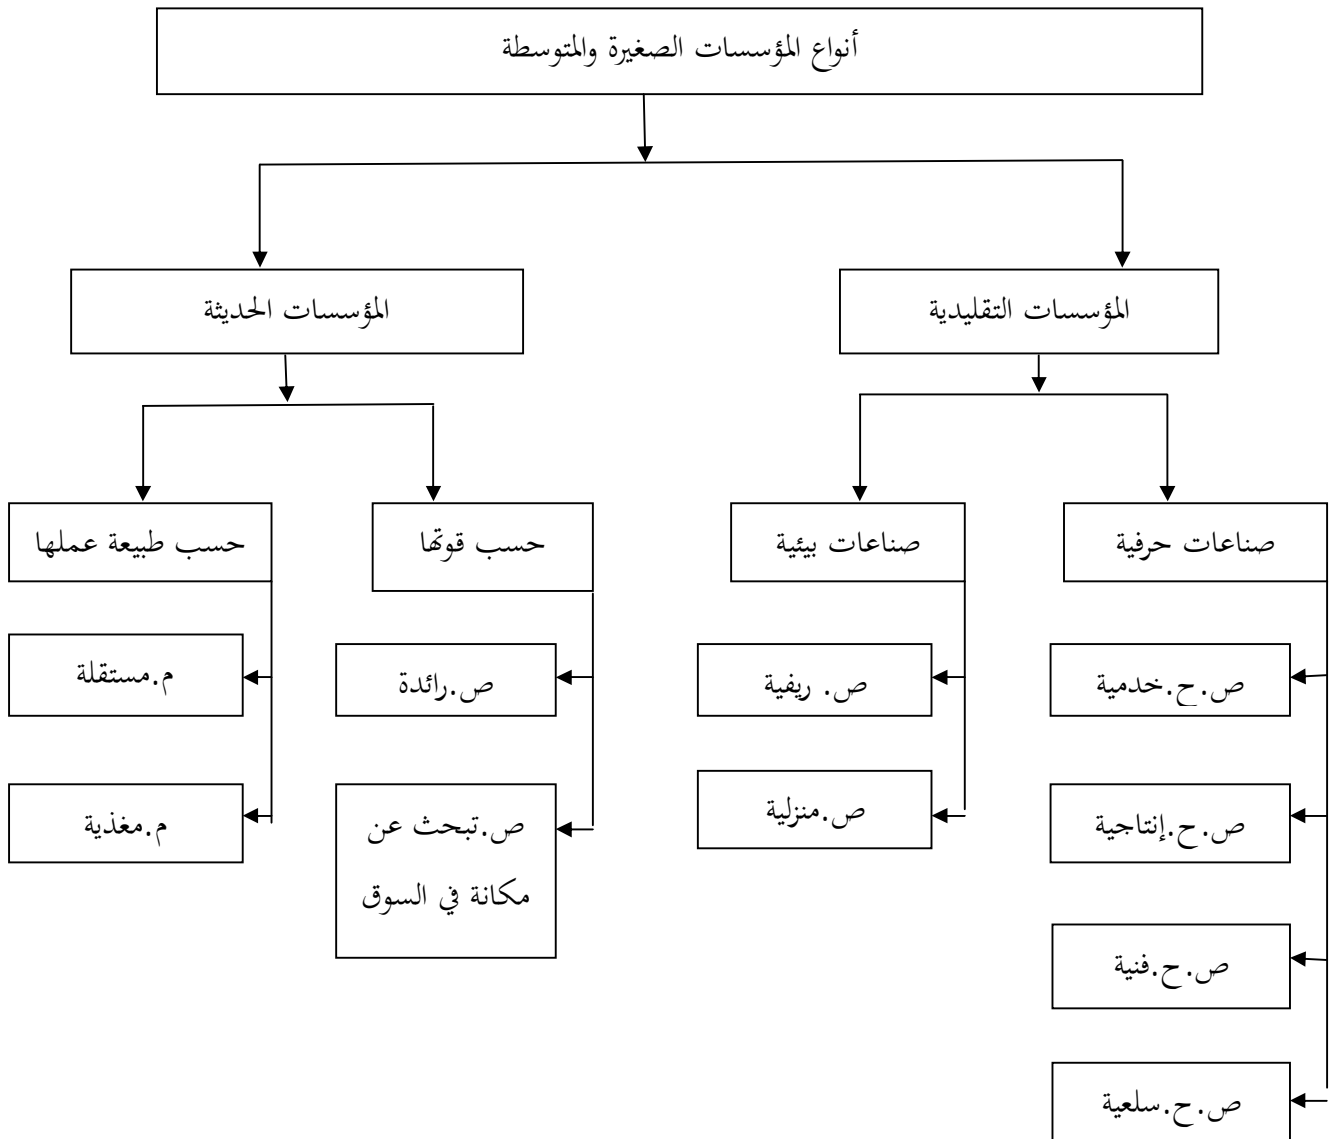 أنواع المؤسسات الصغيرة والمتوسطة
المؤسسات التقليدية
المؤسسات الحديثة
صناعات حرفية
صناعات بيئية
حسب قوتها
حسب طبيعة عملها
ص.ح.خدمية
ص. ريفية
ص.رائدة
م.مستقلة
ص.ح.إنتاجية
ص.منزلية
ص.تبحث عن
مكانة في السوق
م.مغذية
ص.ح.فنية
ص.ح.سلعية